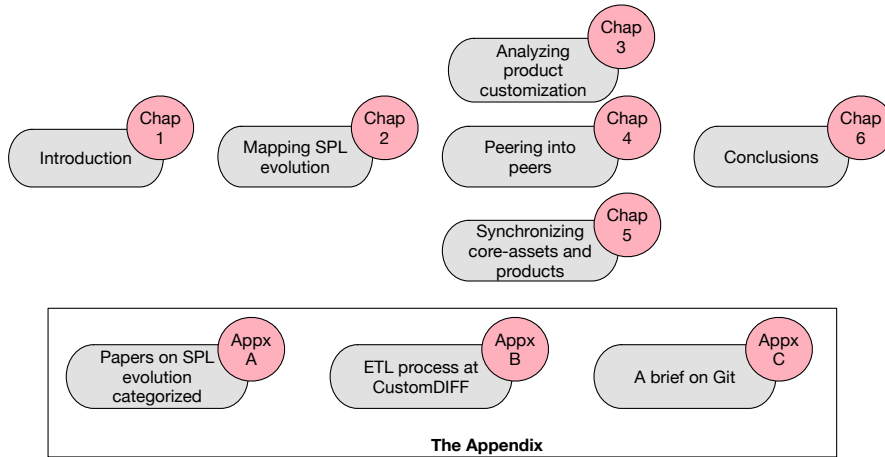 Introduction
Chap
1
Mapping SPL
evolution
Chap
2
Analyzing
product
customization
Chap
3
Peering into
peers
Chap
4
Synchronizing
core-assets and
products
Chap
5
Conclusions
Chap
6
Papers on SPL
evolution
categorized
Appx
A
ETL process at
CustomDIFF
Appx
B
A brief on Git
Appx
C
The Appendix